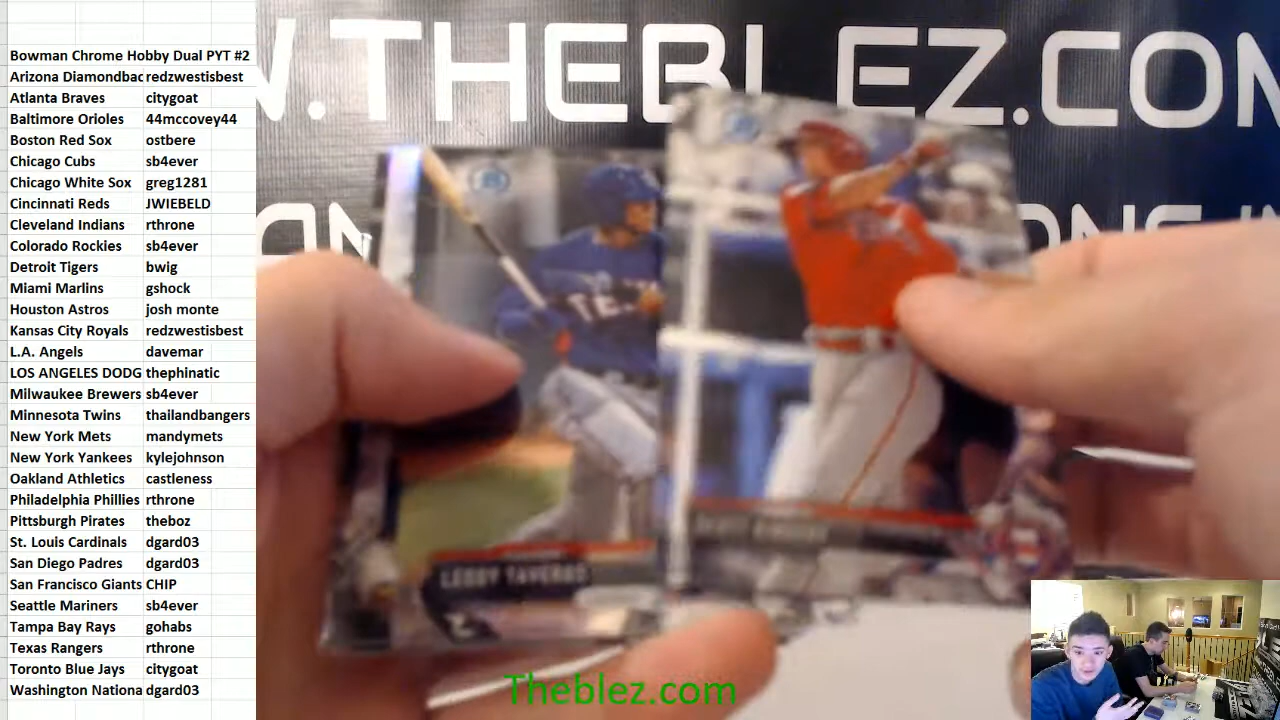 Bowman Chrome Hobby Dual PYT #2
Arizona Diamondbac redzwestisbest
Atlanta Braves citygoat
Baltimore Orioles 44mccovey44
Boston Red Sox ostbere
Chicago Cubs sb4ever
Chicago White Sox greg1281
Cincinnati Reds JWIEBELD
Cleveland Indians rthrone
Colorado Rockies sb4ever
Detroit Tigers bwig
Miami Marlins gshock
Houston Astros josh monte
Kansas City Royals redzwestisbest
L.A. Angels davemar
LOS ANGELES DODG thephinatic
Milwaukee Brewers sb4ever
Minnesota Twins thailandbangers
New York Mets mandymets
New York Yankees kylejohnson
Oakland Athletics castleness
Philadelphia Phillies rthrone
Pittsburgh Pirates theboz
St. Louis Cardinals dgard03
San Diego Padres dgard03
San Francisco Giants CHIP
Seattle Mariners sb4ever
Tampa Bay Rays gohabs
Texas Rangers rthrone
Toronto Blue Jays citygoat
Washington Nationa dgard03
W.THEBLEZ.COM
TEX
LEODY TAVERAS
Theblez.com